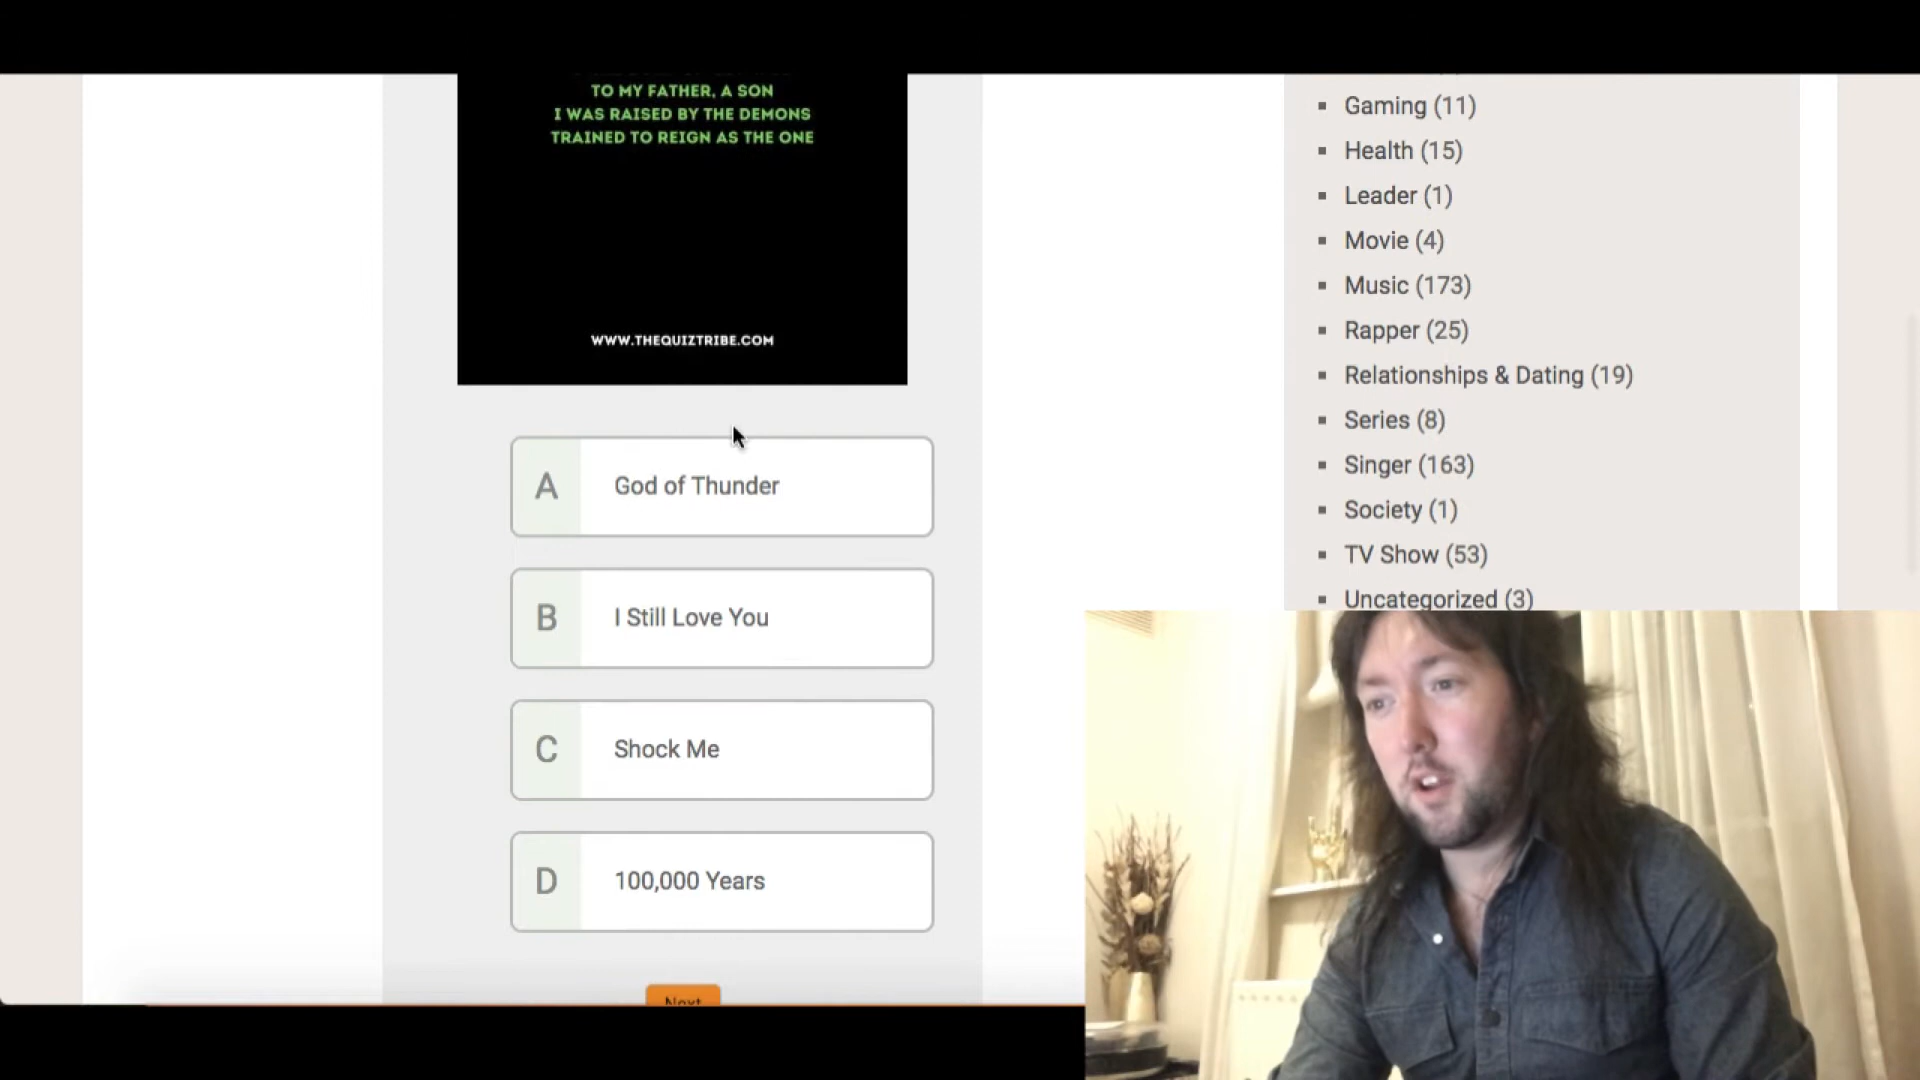 TO MY FATHER, A SON
I WAS RAISED BY THE DEMONS
TRAINED TO REIGN AS THE ONE
WWW.THEQUIZTRIBE.COM
A God of Thunder
B I Still Love You
C Shock Me
D 100,000 Years
Next
Gaming (11)
Health (15)
Leader (1)
Movie (4)
Music (173)
Rapper (25)
Relationships & Dating (19)
Series (8)
Singer (163)
Society (1)
TV Show (53)
Uncategorized (3)